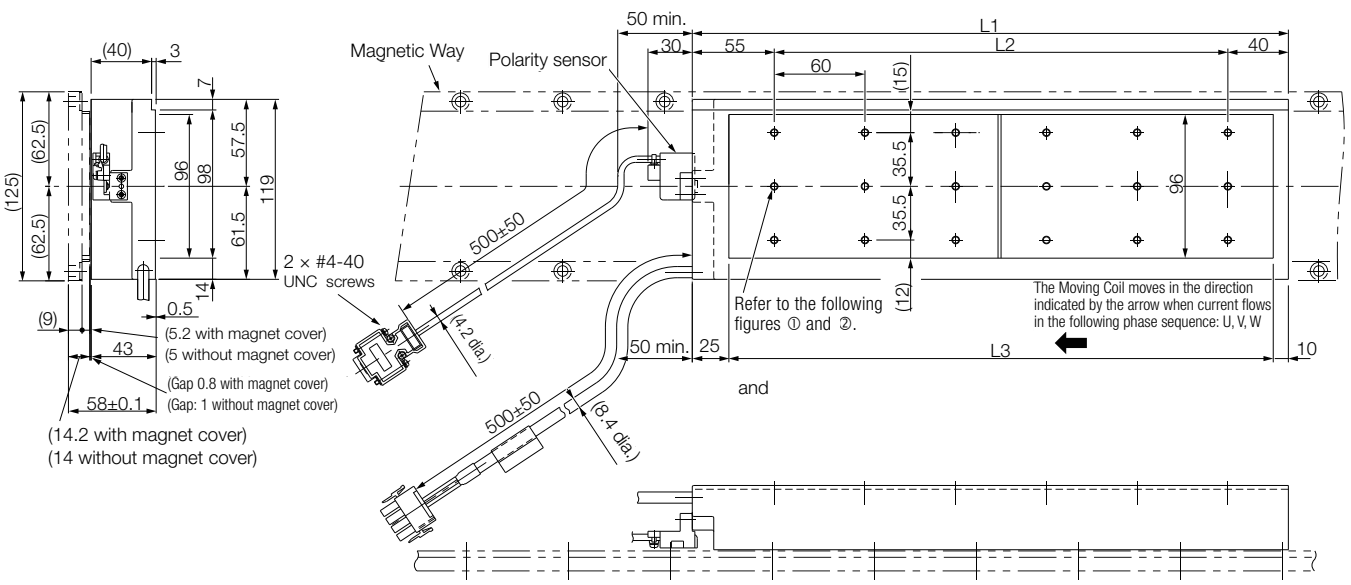 50 min.
L1
(40)
3
Magnetic Way
30
55
L2
40
Polarity sensor
60
7
(15)
(62.5)
57.5
(125)
96
98
119
35.5
96
(62.5)
61.5
35.5
500±50
2 × #4-40
UNC screws
14
0.5
(9)
(5.2 with magnet cover)
(5 without magnet cover)
43
(Gap 0.8 with magnet cover)
(Gap: 1 without magnet cover)
58±0.1
(14.2 with magnet cover)
(14 without magnet cover)
(4.2 dia.)
Refer to the following
figures ① and ②.
(12)
The Moving Coil moves in the direction
indicated by the arrow when current flows
in the following phase sequence: U, V, W
50 min.
25
L3
10
and
500±50
(8.4 dia.)